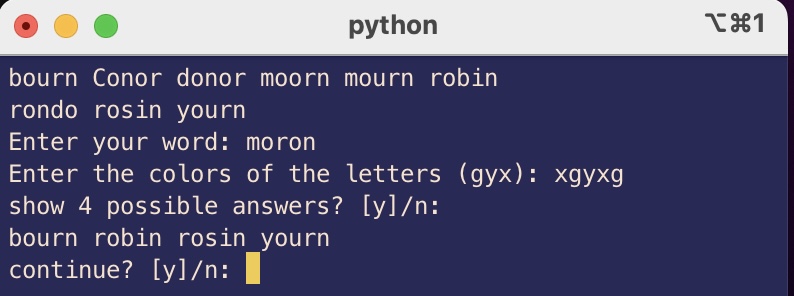 python ⌥⌘1
bourn Conor donor moorn mourn robin
rondo rosin yourn
Enter your word: moron
Enter the colors of the letters (gyx): xgyxg
show 4 possible answers? [y]/n:
bourn robin rosin yourn
continue? [y]/n: